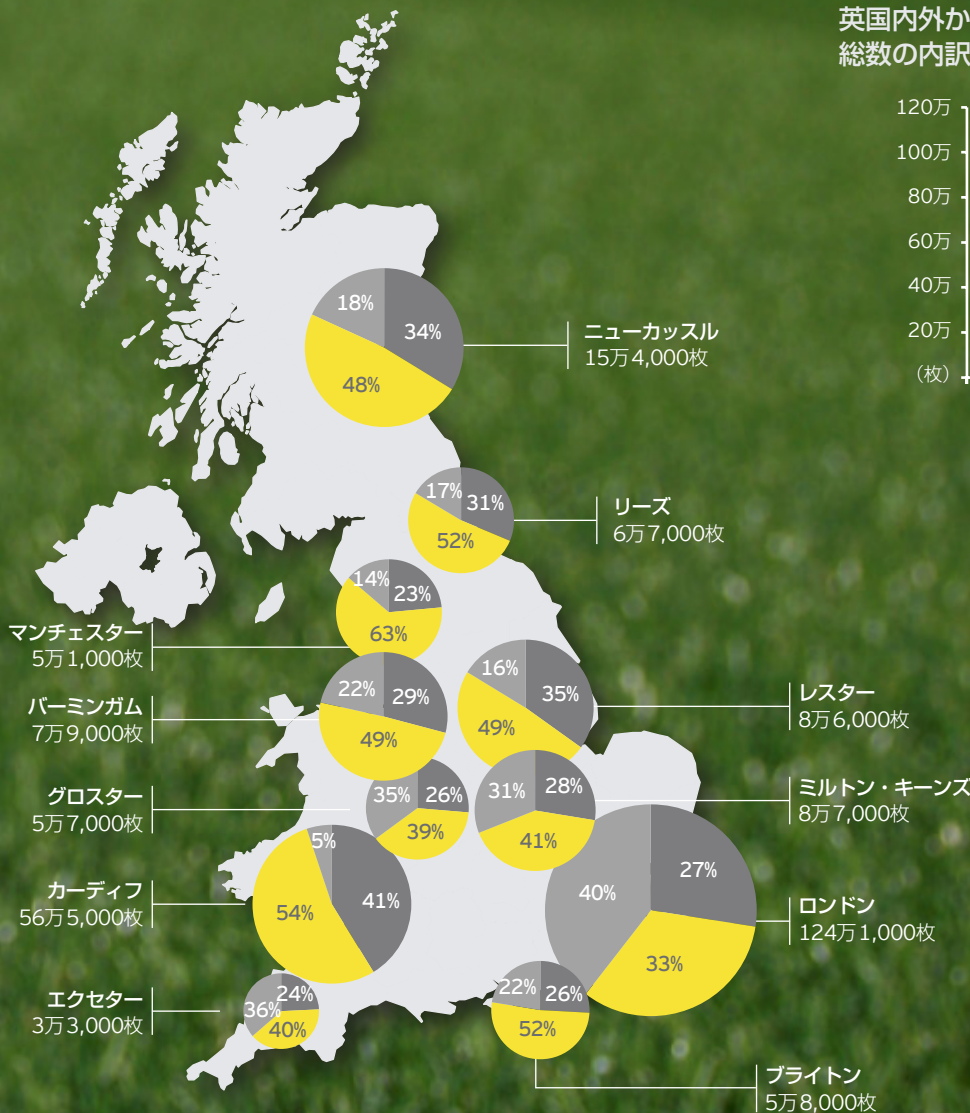 英国内外か
総数の内訳
120万
100万
80万
60万
40万
20万
（枚）
18%
34%
48%
ニューカッスル
15万4,000枚
17%
31%
52%
リーズ
6万7,000枚
14%
23%
63%
マンチェスター
5万1,000枚
22%
29%
49%
バーミンガム
7万9,000枚
16%
35%
49%
レスター
8万6,000枚
35%
26%
39%
グロスター
5万7,000枚
31%
28%
41%
ミルトン・キーンズ
8万7,000枚
5%
41%
54%
カーディフ
56万5,000枚
40%
27%
33%
ロンドン
124万1,000枚
36%
24%
40%
エクセター
3万3,000枚
22%
26%
52%
ブライトン
5万8,000枚